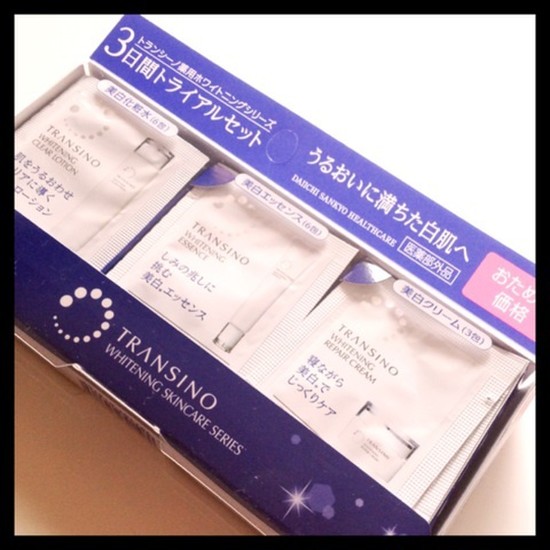 トランシーノ薬用ホワイトニングシリーズ
3日間トライアルセット
うるおいに満ちた白肌へ
DAIICHI SANKYO HEALTHCARE
医薬部外品
おため
価格
美白化粧水(6包)
TRANSINO
WHITENING
CLEAR LOTION
肌をうるおわせ
リアに導く
ローション
美白エッセンス(6包)
TRANSINO
WHITENING
ESSENCE
しみの兆しに
挑む
美白*エッセンス
美白クリーム(3包)
TRANSINO
WHITENING
REPAIR CREAM
寝ながら
美白*で
じっくりケア
TRANSINO
WHITENING SKINCARE SERIES